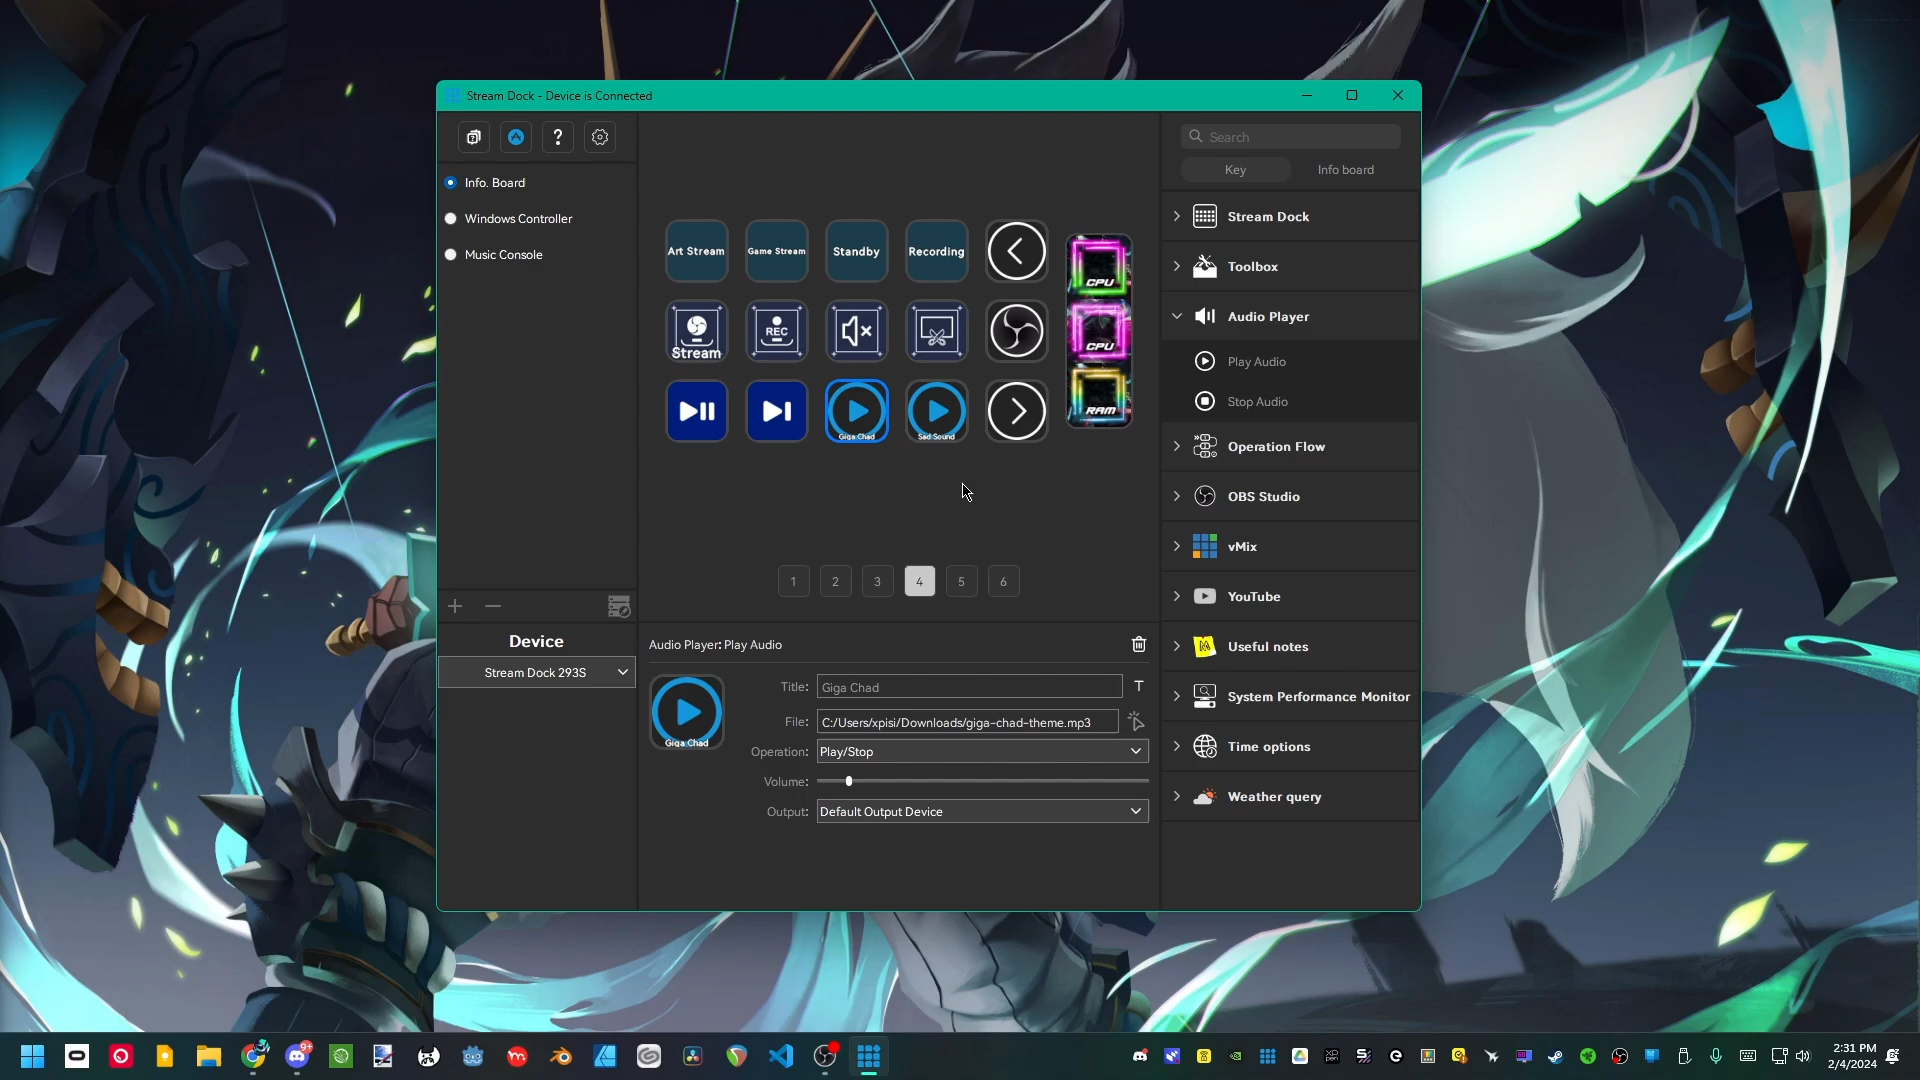 Stream Dock - Device is Connected
?
Info. Board
Windows Controller
Music Console
Device
Stream Dock 293S
Art Stream
Game Stream
Standby
Recording
CPU
Stream
REC
CPU
Giga Chad
Sad Sound
RAM
1
2
3
4
5
6
Audio Player: Play Audio
Giga Chad
Title:
Giga Chad
T
File:
C:/Users/xpisi/Downloads/giga-chad-theme.mp3
Operation:
Play/Stop
Volume:
Output:
Default Output Device
Search
Key
Info board
Stream Dock
Toolbox
Audio Player
Play Audio
Stop Audio
Operation Flow
OBS Studio
vMix
YouTube
Useful notes
System Performance Monitor
Time options
Weather query
9+
2:31 PM
2/4/2024